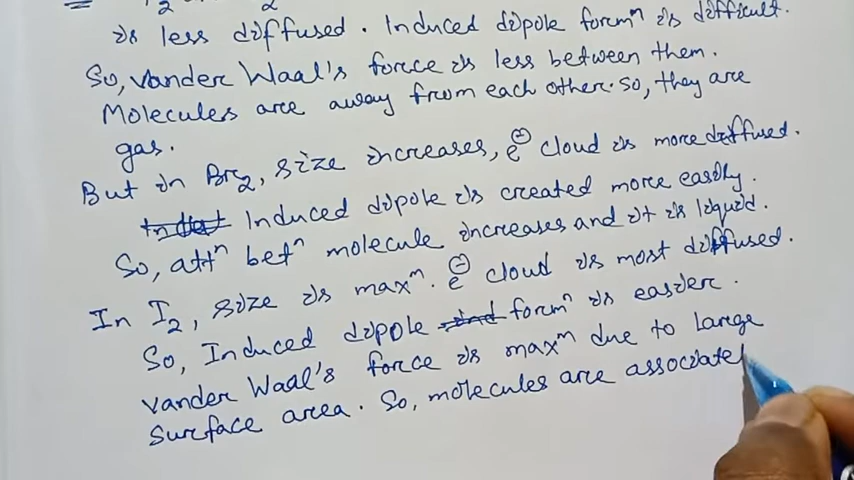 is less diffused. Induced dipole formⁿ is difficult.
So, Vander Waal's force is less between them.
Molecules are away from each other. So, they are
gas.
But in Br₂, size increases, e⊖ cloud is more diffused.
Induced dipole is created more easily.
So, attⁿ betⁿ molecule increases and it is liquid.
In I₂, size is maxᵐ. e⊖ cloud is most diffused.
So, Induced dipole formⁿ is easier.
Vander Waal's force is maxᵐ due to large
surface area. So, molecules are associated